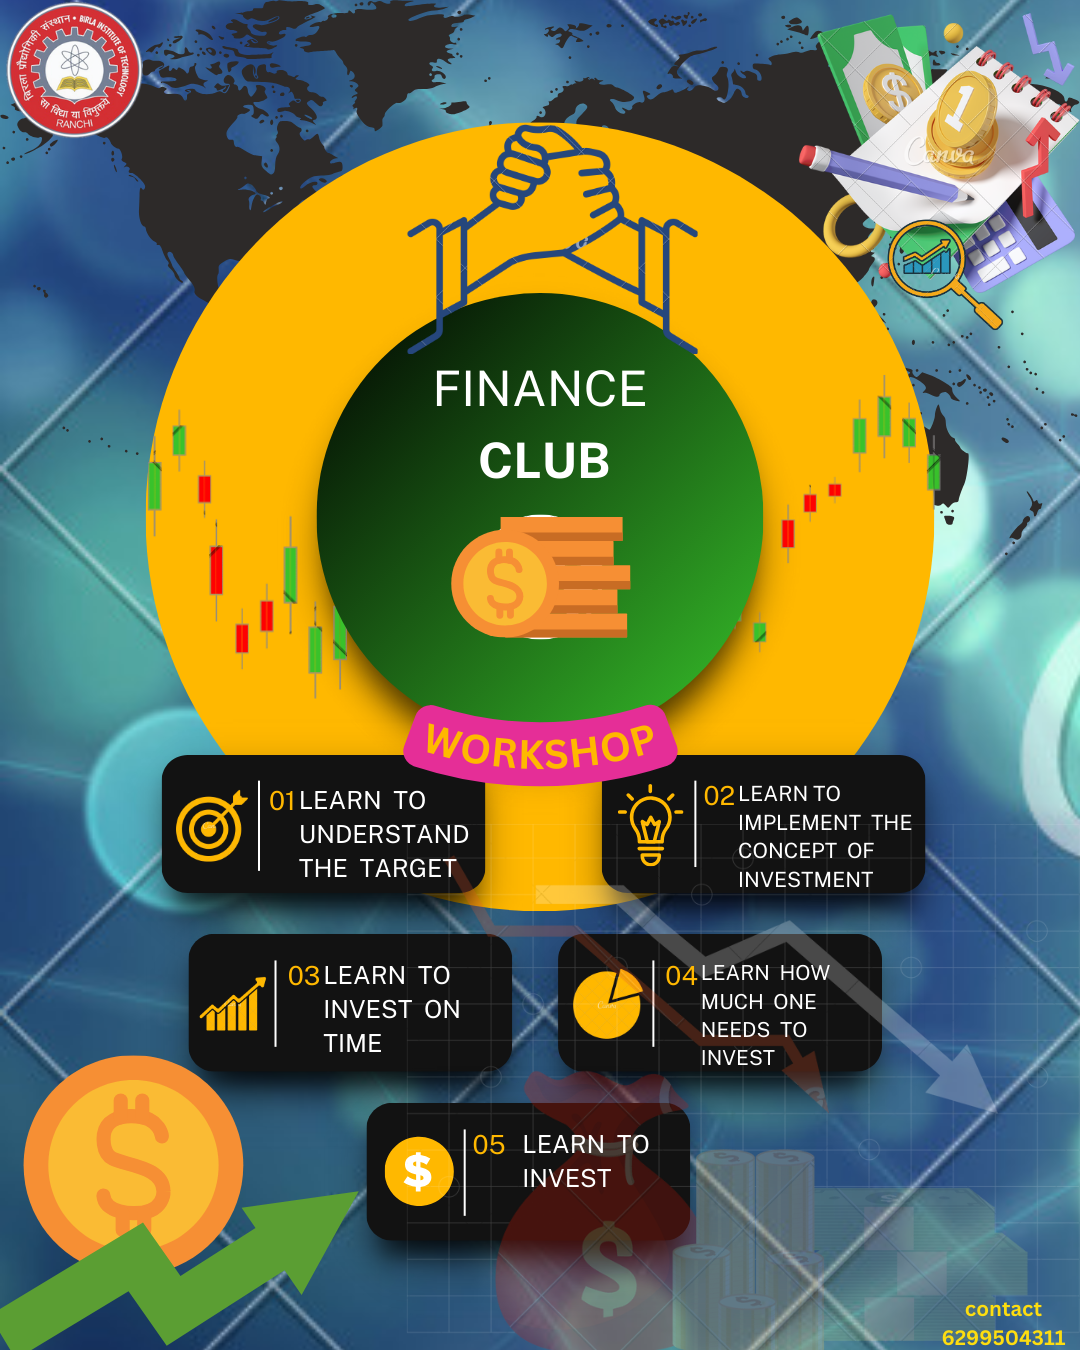 बिरला प्रौद्योगिकी संस्थान • BIRLA INSTITUTE OF TECHNOLOGY
सा विद्या या विमुक्तये
RANCHI
1
Canva
FINANCE
CLUB
WORKSHOP
01 LEARN TO
UNDERSTAND
THE TARGET
02 LEARN TO
IMPLEMENT THE
CONCEPT OF
INVESTMENT
03 LEARN TO
INVEST ON
TIME
04 LEARN HOW
MUCH ONE
NEEDS TO
INVEST
05 LEARN TO
INVEST
contact
6299504311